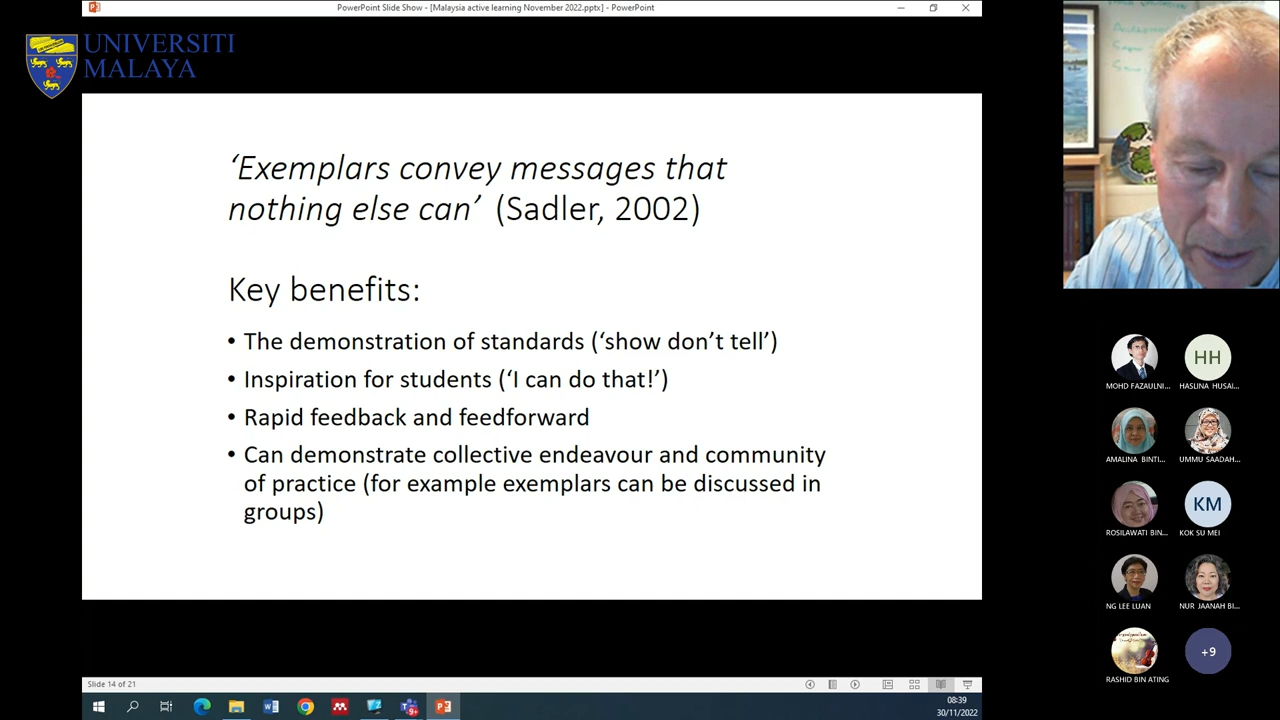 PowerPoint Slide Show - [Malaysia active learning November 2022.pptx] - PowerPoint
UNIVERSITI
MALAYA
‘Exemplars convey messages that
nothing else can’ (Sadler, 2002)
Key benefits:
• The demonstration of standards (‘show don’t tell’)
• Inspiration for students (‘I can do that!’)
• Rapid feedback and feedforward
• Can demonstrate collective endeavour and community
of practice (for example exemplars can be discussed in
groups)
HH
MOHD FAZAULNI...
HASLINA HUSAI...
AMALINA BINTI...
UMMU SAADAH...
KM
ROSILAWATI BIN...
KOK SU MEI
NG LEE LUAN
NUR JAANAH BI...
+9
RASHID BIN ATING
Slide 14 of 21
08:39
30/11/2022